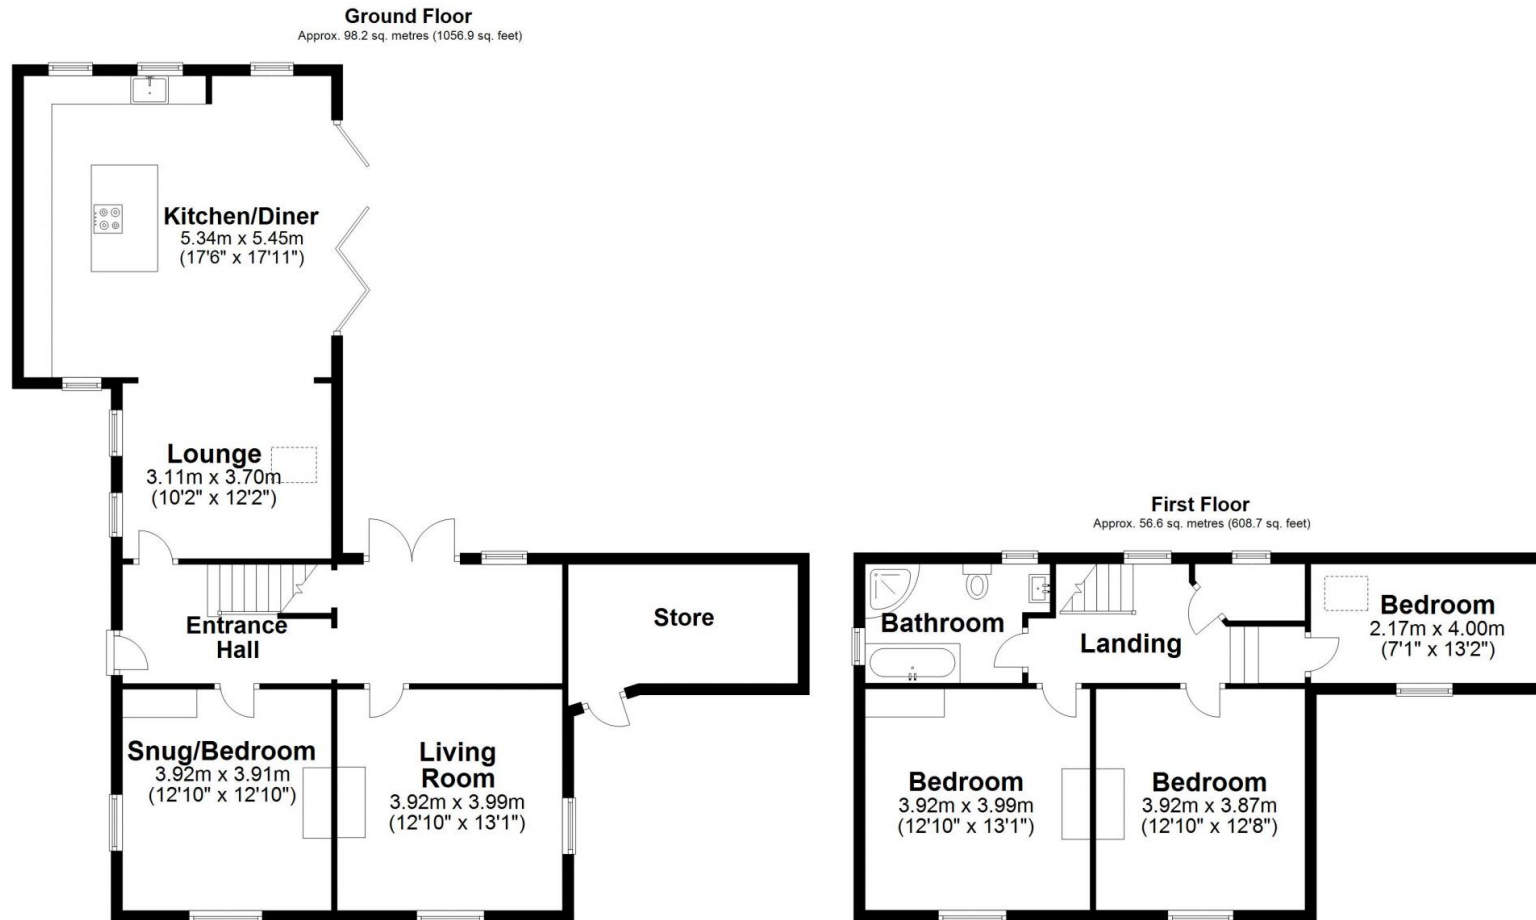 Ground Floor
Approx. 98.2 sq. metres (1056.9 sq. feet)
Kitchen/Diner
5.34m x 5.45m
(17'6" x 17'11")
Lounge
3.11m x 3.70m
(10'2" x 12'2")
Entrance
Hall
Store
Snug/Bedroom
3.92m x 3.91m
(12'10" x 12'10")
Living
Room
3.92m x 3.99m
(12'10" x 13'1")
First Floor
Approx. 56.6 sq. metres (608.7 sq. feet)
Bathroom
Landing
Bedroom
2.17m x 4.00m
(7'1" x 13'2")
Bedroom
3.92m x 3.99m
(12'10" x 13'1")
Bedroom
3.92m x 3.87m
(12'10" x 12'8")